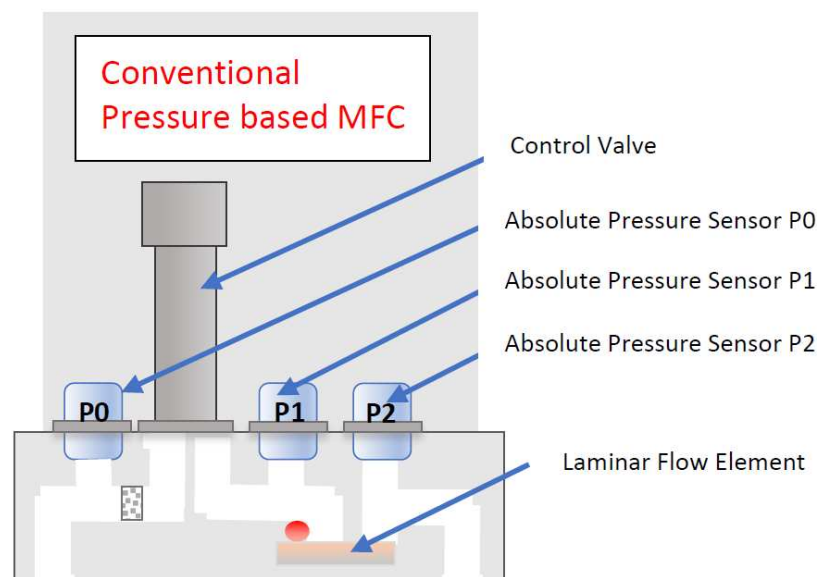 Conventional
Pressure based MFC
Control Valve
Absolute Pressure Sensor P0
Absolute Pressure Sensor P1
Absolute Pressure Sensor P2
P0
P1
P2
Laminar Flow Element